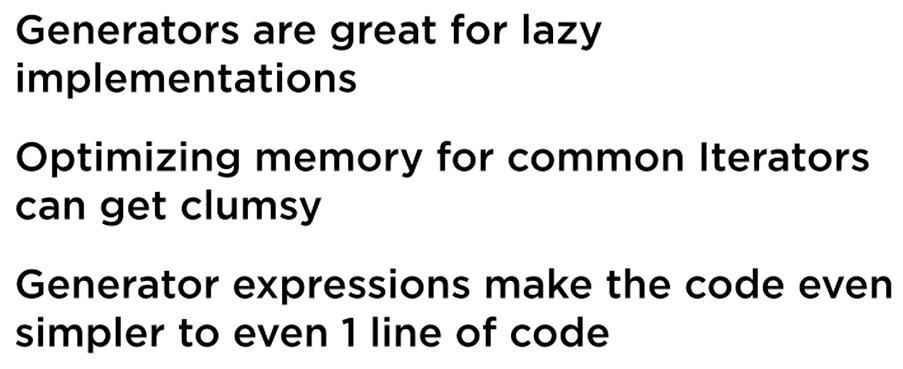 Generators are great for lazy
implementations
Optimizing memory for common Iterators
can get clumsy
Generator expressions make the code even
simpler to even 1 line of code